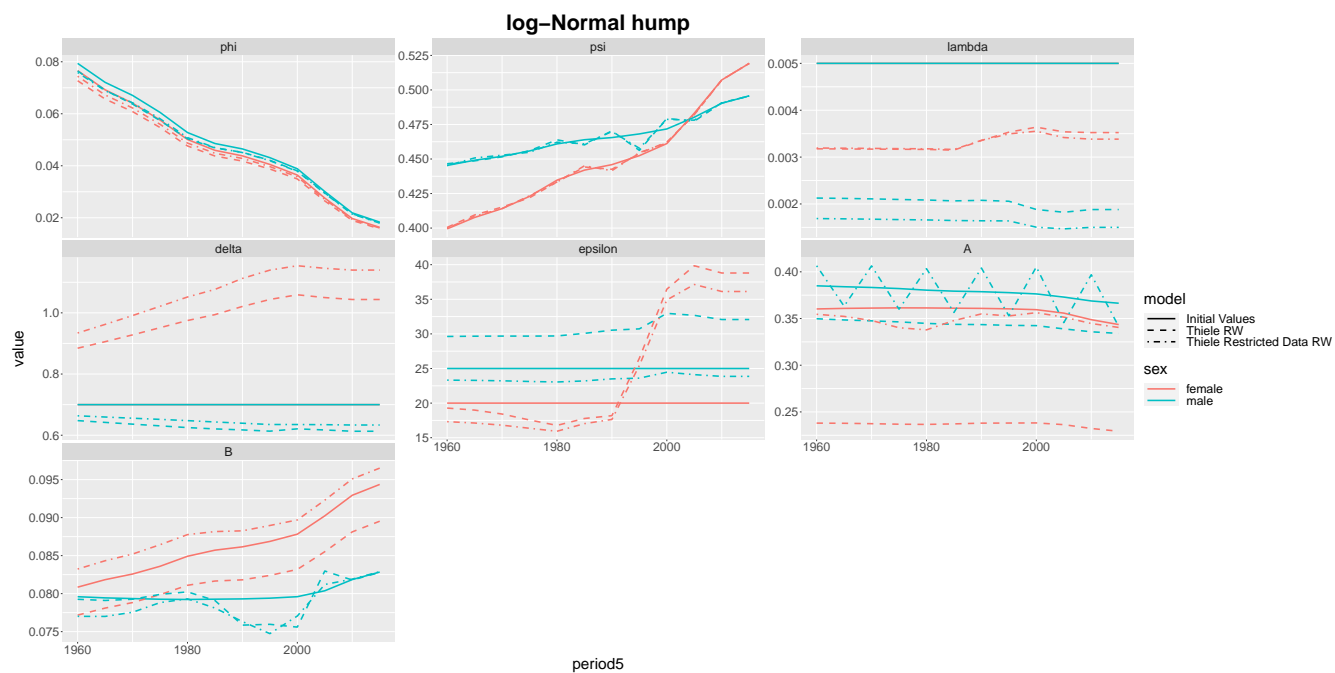 log−Normal hump
phi
psi
lambda
0.08
0.06
0.04
0.02
0.525
0.500
0.475
0.450
0.425
0.400
0.005
0.004
0.003
0.002
delta
epsilon
A
1.0
0.8
0.6
40
35
30
25
20
15
1960
1980
2000
0.40
0.35
0.30
0.25
1960
1980
2000
B
0.095
0.090
0.085
0.080
0.075
1960
1980
2000
value
period5
model
Initial Values
Thiele RW
Thiele Restricted Data RW
sex
female
male